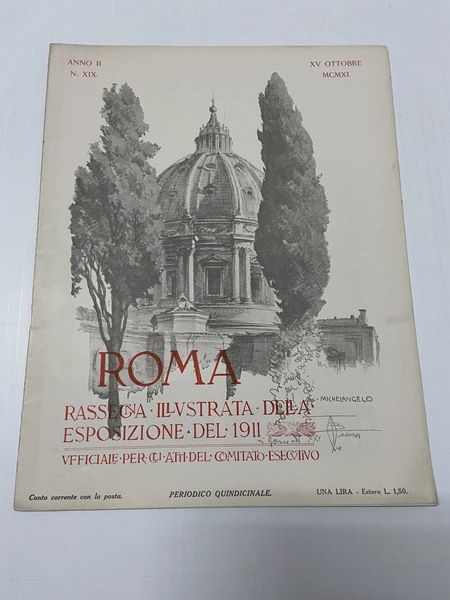 ANNO II
N. XIX.
XV OTTOBRE
MCMXI.
ROMA
MICHELANGELO
RASSEGNA · ILLVSTRATA · DELLA
ESPOSIZIONE · DEL · 1911
VFFICIALE · PER · GLI · ATTI · DEL · COMITATO · ESECVTIVO
Conto corrente con la posta.
PERIODICO QUINDICINALE.
UNA LIRA - Estero L. 1,50.